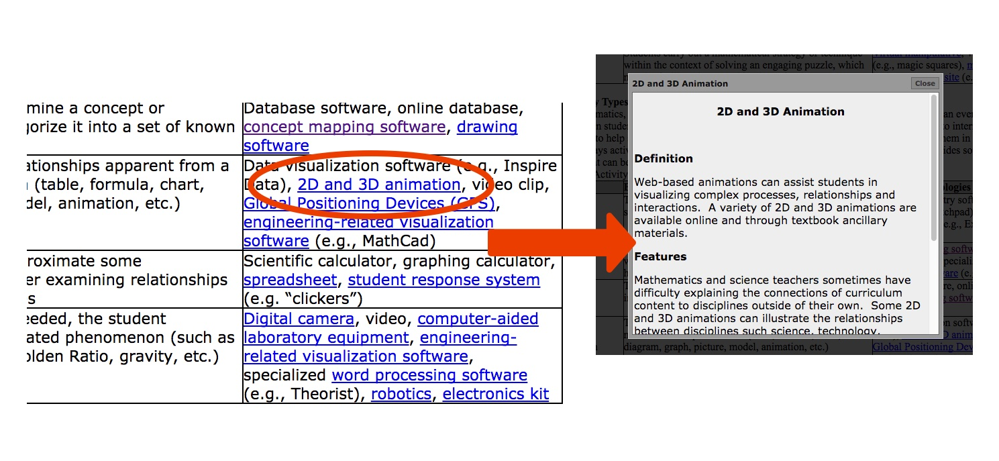 mine a concept or
gorize it into a set of known
Database software, online database,
concept mapping software, drawing
software
ationships apparent from a
(table, formula, chart,
del, animation, etc.)
Data visualization software (e.g., Inspire
Data), 2D and 3D animation, video clip,
Global Positioning Devices (GPS),
engineering-related visualization
software (e.g., MathCad)
roximate some
er examining relationships
s
Scientific calculator, graphing calculator,
spreadsheet, student response system
(e.g. “clickers”)
eeded, the student
ated phenomenon (such as
olden Ratio, gravity, etc.)
Digital camera, video, computer-aided
laboratory equipment, engineering-
related visualization software,
specialized word processing software
(e.g., Theorist), robotics, electronics kit
Students carry out a mathematical strategy or technique
within the context of solving an engaging puzzle, which
(e.g., magic squares),
site (e.
2D and 3D Animation
Close
2D and 3D Animation
Definition
Web-based animations can assist students in
visualizing complex processes, relationships and
interactions. A variety of 2D and 3D animations are
available online and through textbook ancillary
materials.
Features
Mathematics and science teachers sometimes have
difficulty explaining the connections of curriculum
content to disciplines outside of their own. Some 2D
and 3D animations can illustrate the relationships
between disciplines such science, technology,
diagram, graph, picture, model, animation, etc.)
Global Positioning Dev